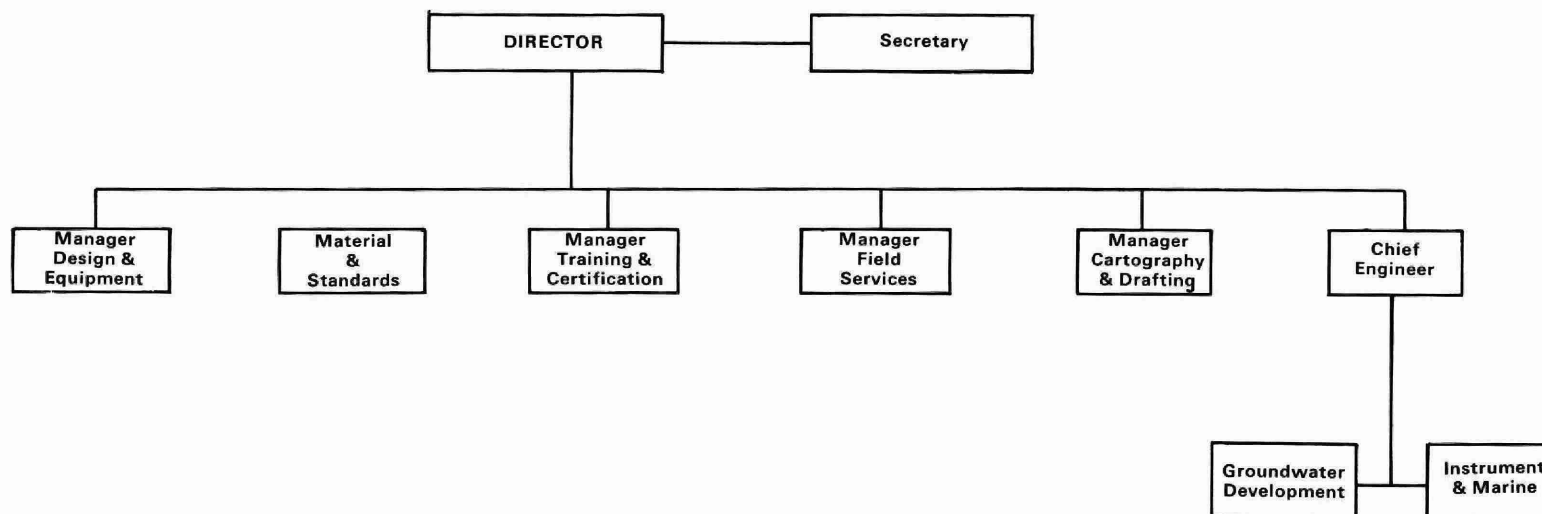 DIRECTOR
Secretary
Manager
Design &
Equipment
Material
&
Standards
Manager
Training &
Certification
Manager
Field
Services
Manager
Cartography
& Drafting
Chief
Engineer
Groundwater
Development
Instrument
& Marine